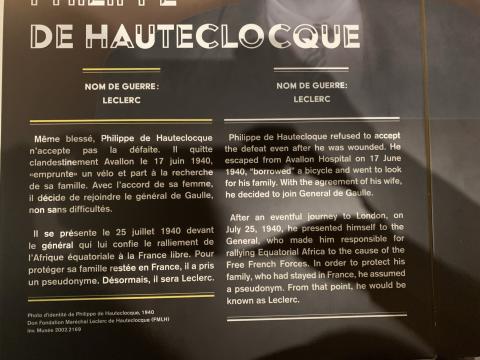 PHILIPPE
DE HAUTECLOCQUE
NOM DE GUERRE:
LECLERC
Même blessé, Philippe de Hauteclocque
n'accepte pas la défaite. Il quitte
clandestinement Avallon le 17 juin 1940,
«emprunte» un vélo et part à la recherche
de sa famille. Avec l'accord de sa femme,
il décide de rejoindre le général de Gaulle,
non sans difficultés.
Il se présente le 25 juillet 1940 devant
le général qui lui confie le ralliement de
l'Afrique équatoriale à la France libre. Pour
protéger sa famille restée en France, il a pris
un pseudonyme. Désormais, il sera Leclerc.
Photo d'identité de Philippe de Hauteclocque, 1940
Don Fondation Maréchal Leclerc de Hauteclocque (FMLH)
Inv. Musée 2002.2169
NOM DE GUERRE:
LECLERC
Philippe de Hautecloque refused to accept
the defeat even after he was wounded. He
escaped from Avallon Hospital on 17 June
1940, "borrowed" a bicycle and went to look
for his family. With the agreement of his wife,
he decided to join General de Gaulle.
After an eventful journey to London, on
July 25, 1940, he presented himself to the
General, who made him responsible for
rallying Equatorial Africa to the cause of the
Free French Forces. In order to protect his
family, who had stayed in France, he assumed
a pseudonym. From that point, he would be
known as Leclerc.